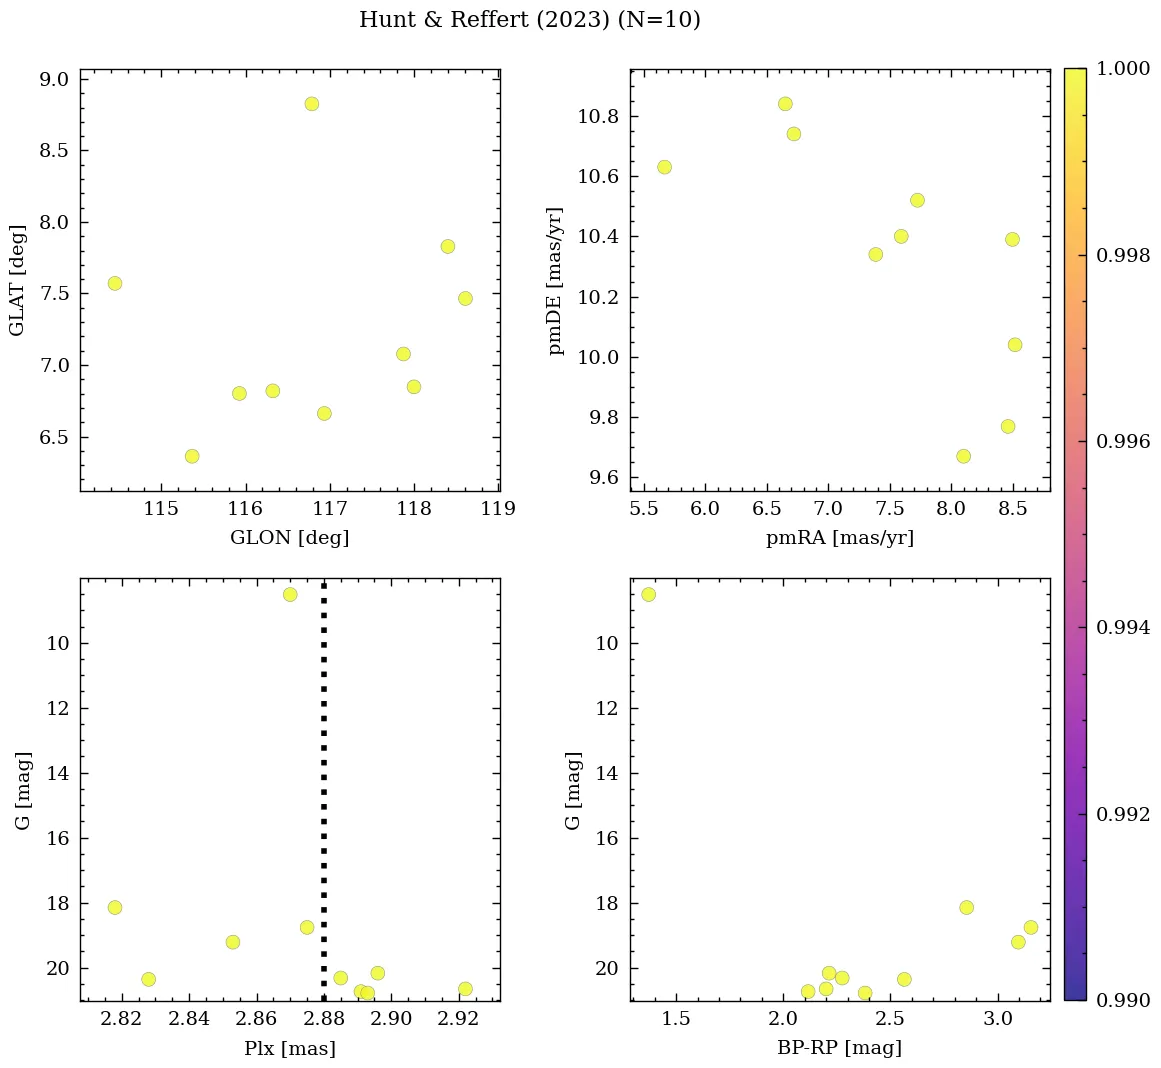 Hunt & Reffert (2023) (N=10)
9.0
8.5
8.0
7.5
7.0
6.5
GLAT [deg]
115 116 117 118 119
GLON [deg]
10.8
10.6
10.4
10.2
10.0
9.8
9.6
pmDE [mas/yr]
5.5 6.0 6.5 7.0 7.5 8.0 8.5
pmRA [mas/yr]
10
12
14
16
18
20
G [mag]
2.82 2.84 2.86 2.88 2.90 2.92
Plx [mas]
10
12
14
16
18
20
G [mag]
1.5 2.0 2.5 3.0
BP-RP [mag]
1.000
0.998
0.996
0.994
0.992
0.990